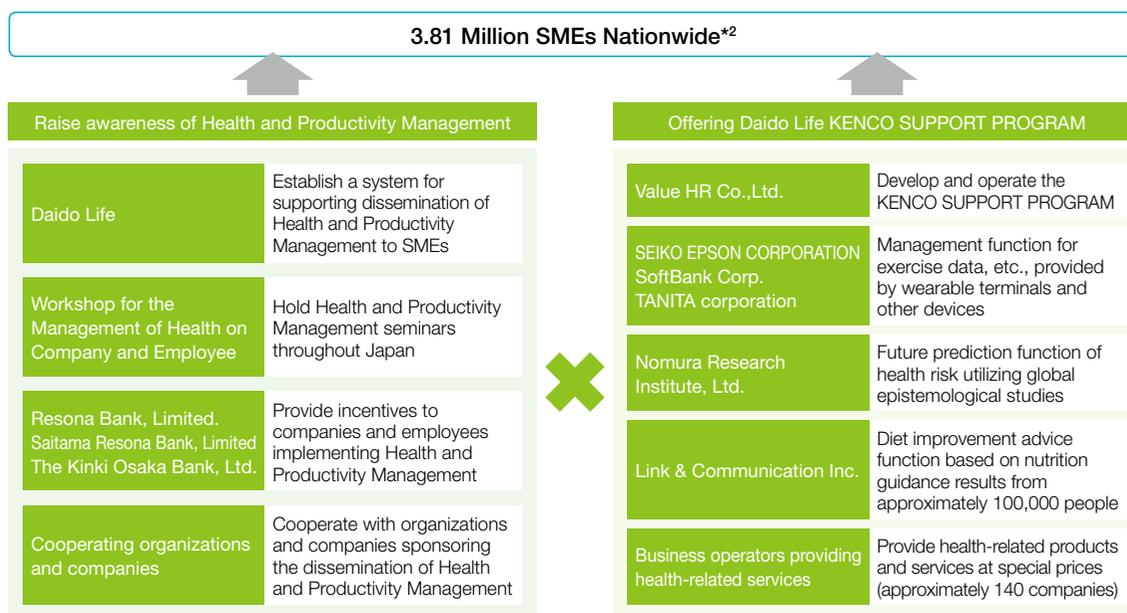 3.81 Million SMEs Nationwide*2
Raise awareness of Health and Productivity Management
Daido Life
Establish a system for
supporting dissemination of
Health and Productivity
Management to SMEs
Workshop for the
Management of Health on
Company and Employee
Hold Health and Productivity
Management seminars
throughout Japan
Resona Bank, Limited.
Saitama Resona Bank, Limited
The Kinki Osaka Bank, Ltd.
Provide incentives to
companies and employees
implementing Health and
Productivity Management
Cooperating organizations
and companies
Cooperate with organizations
and companies sponsoring
the dissemination of Health
and Productivity Management
Offering Daido Life KENCO SUPPORT PROGRAM
Value HR Co.,Ltd.
Develop and operate the
KENCO SUPPORT PROGRAM
SEIKO EPSON CORPORATION
SoftBank Corp.
TANITA corporation
Management function for
exercise data, etc., provided
by wearable terminals and
other devices
Nomura Research
Institute, Ltd.
Future prediction function of
health risk utilizing global
epistemological studies
Link & Communication Inc.
Diet improvement advice
function based on nutrition
guidance results from
approximately 100,000 people
Business operators providing
health-related services
Provide health-related products
and services at special prices
(approximately 140 companies)